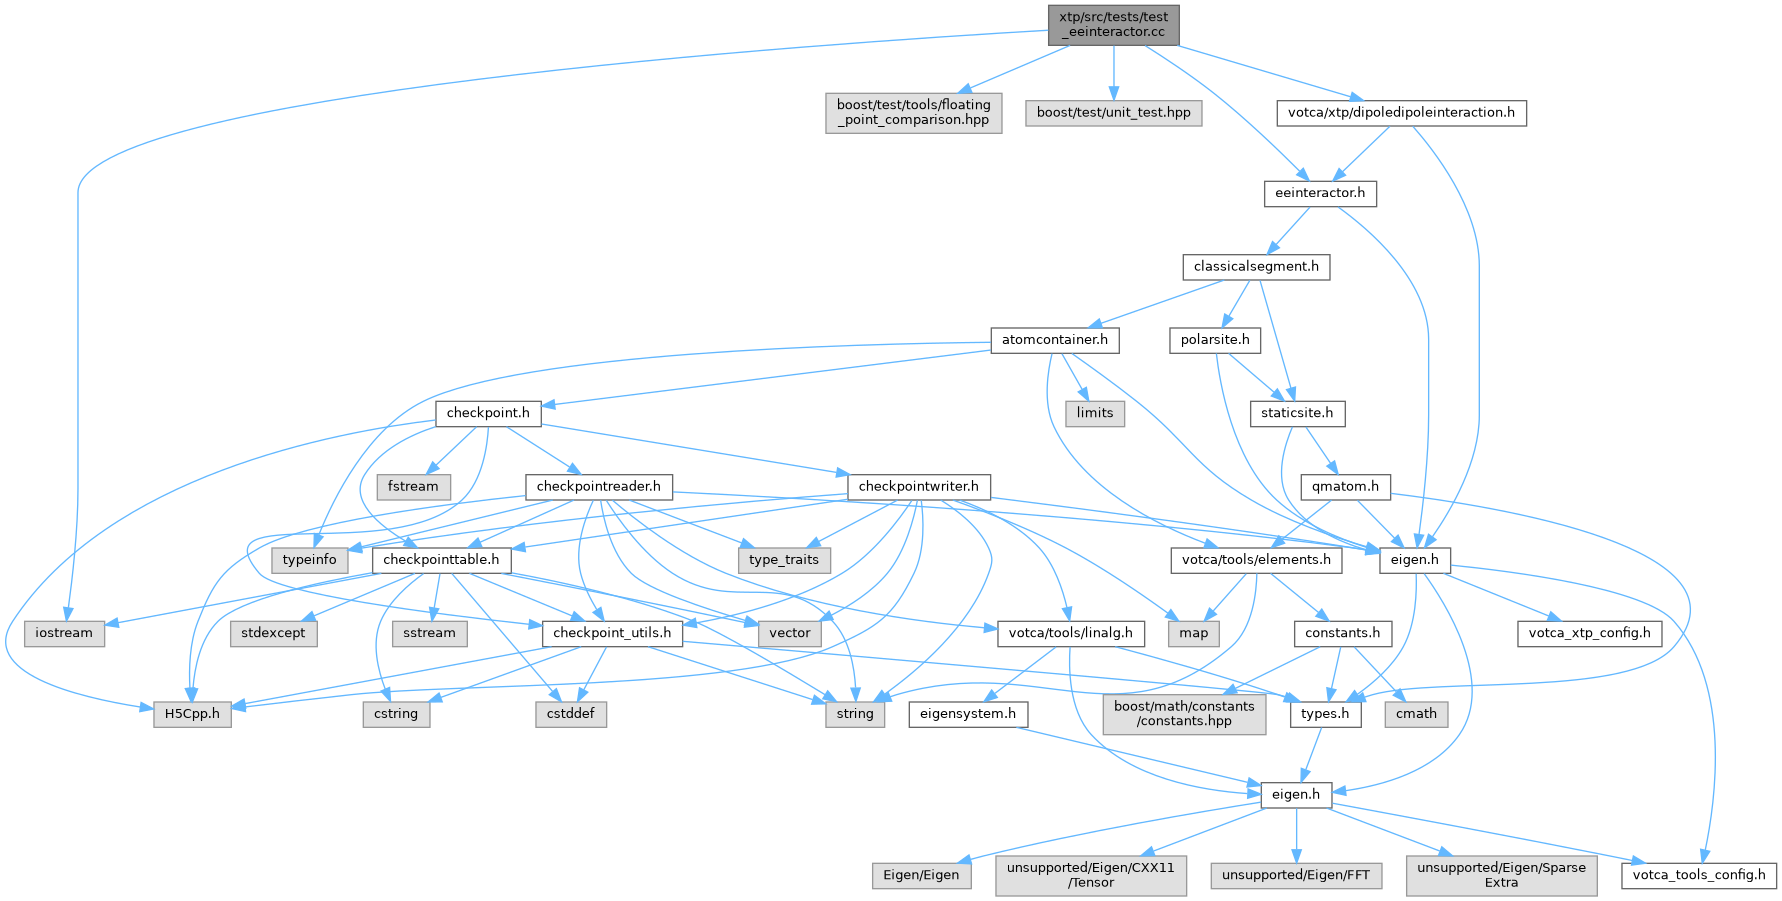 xtp/src/tests/test
_eeinteractor.cc
boost/test/tools/floating
_point_comparison.hpp
boost/test/unit_test.hpp
votca/xtp/dipoledipoleinteraction.h
eeinteractor.h
classicalsegment.h
atomcontainer.h
polarsite.h
checkpoint.h
limits
staticsite.h
fstream
checkpointreader.h
checkpointwriter.h
qmatom.h
typeinfo
checkpointtable.h
type_traits
votca/tools/elements.h
eigen.h
iostream
stdexcept
sstream
checkpoint_utils.h
vector
votca/tools/linalg.h
map
constants.h
votca_xtp_config.h
H5Cpp.h
cstring
cstddef
string
eigensystem.h
boost/math/constants
/constants.hpp
types.h
cmath
eigen.h
Eigen/Eigen
unsupported/Eigen/CXX11
/Tensor
unsupported/Eigen/FFT
unsupported/Eigen/Sparse
Extra
votca_tools_config.h